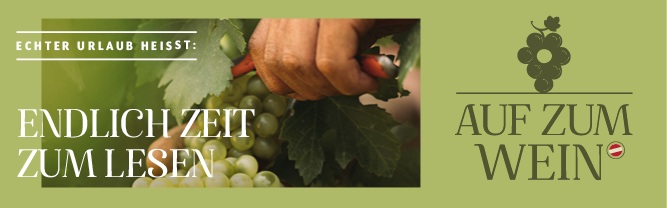 ECHTER URLAUB HEISST:
ENDLICH ZEIT
ZUM LESEN
AUF ZUM
WEIN